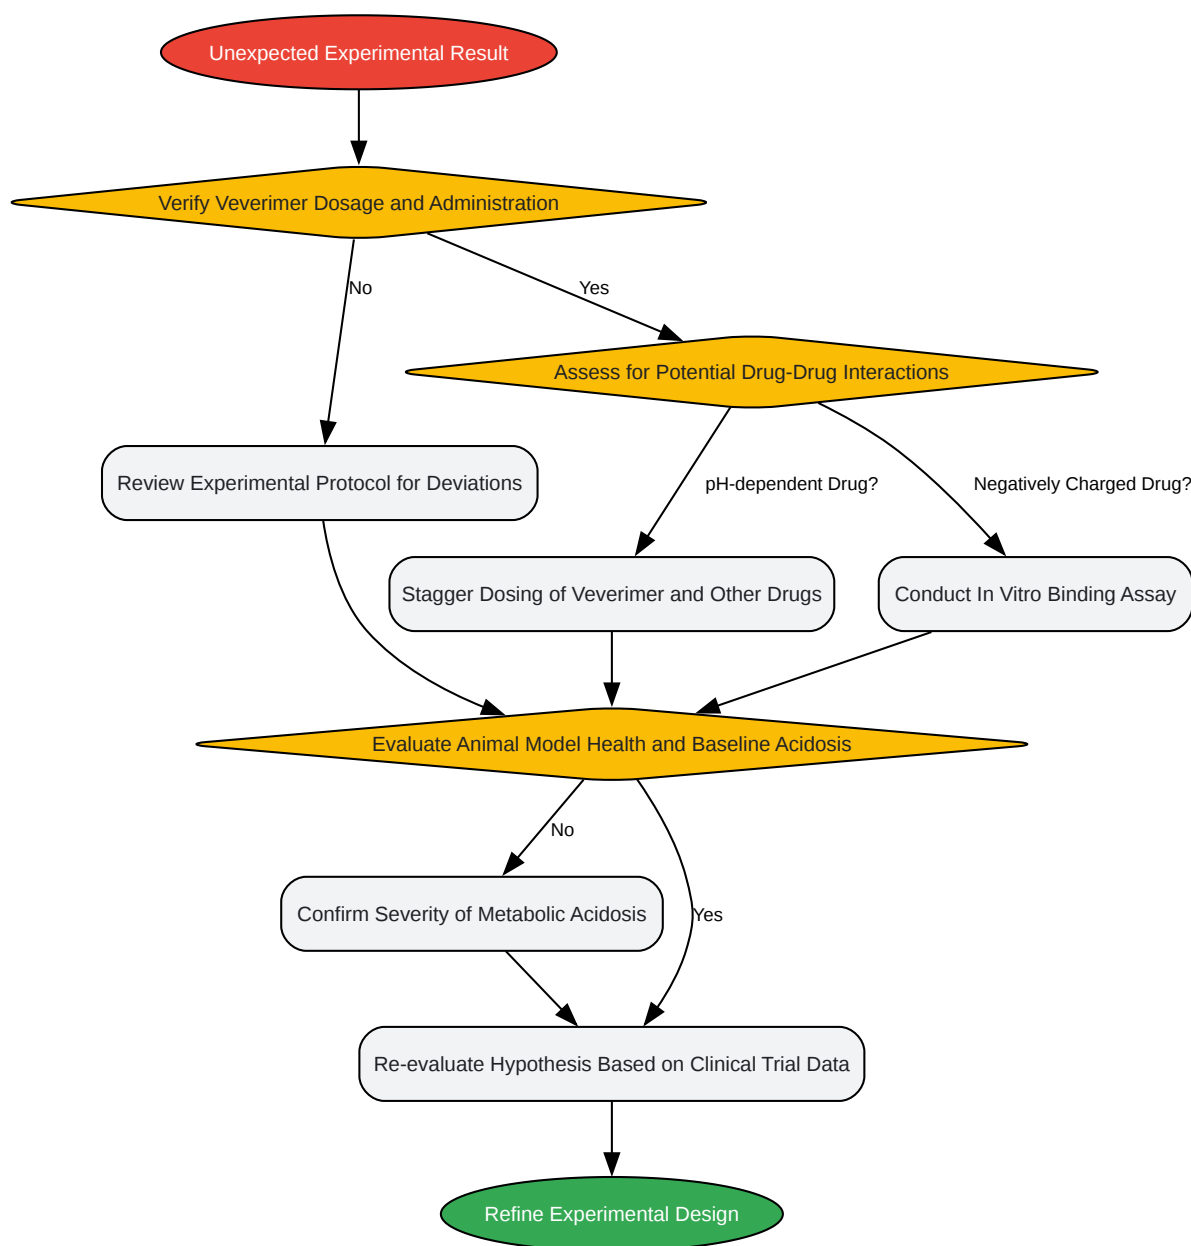 Unexpected Experimental Result
Verify Veverimer Dosage and Administration
No
Yes
Assess for Potential Drug-Drug Interactions
Review Experimental Protocol for Deviations
pH-dependent Drug?
Negatively Charged Drug?
Stagger Dosing of Veverimer and Other Drugs
Conduct In Vitro Binding Assay
Evaluate Animal Model Health and Baseline Acidosis
No
Confirm Severity of Metabolic Acidosis
Yes
Re-evaluate Hypothesis Based on Clinical Trial Data
Refine Experimental Design